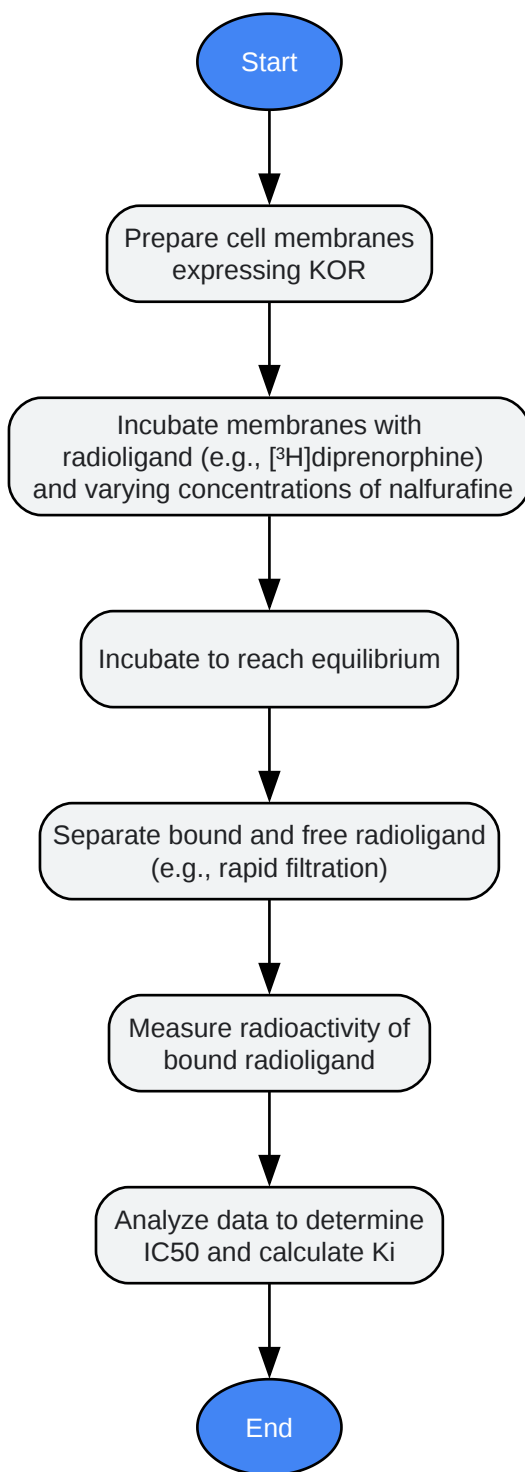 Start
Prepare cell membranes
expressing KOR
Incubate membranes with
radioligand (e.g., [³H]diprenorphine)
and varying concentrations of nalfurafine
Incubate to reach equilibrium
Separate bound and free radioligand
(e.g., rapid filtration)
Measure radioactivity of
bound radioligand
Analyze data to determine
IC50 and calculate Ki
End